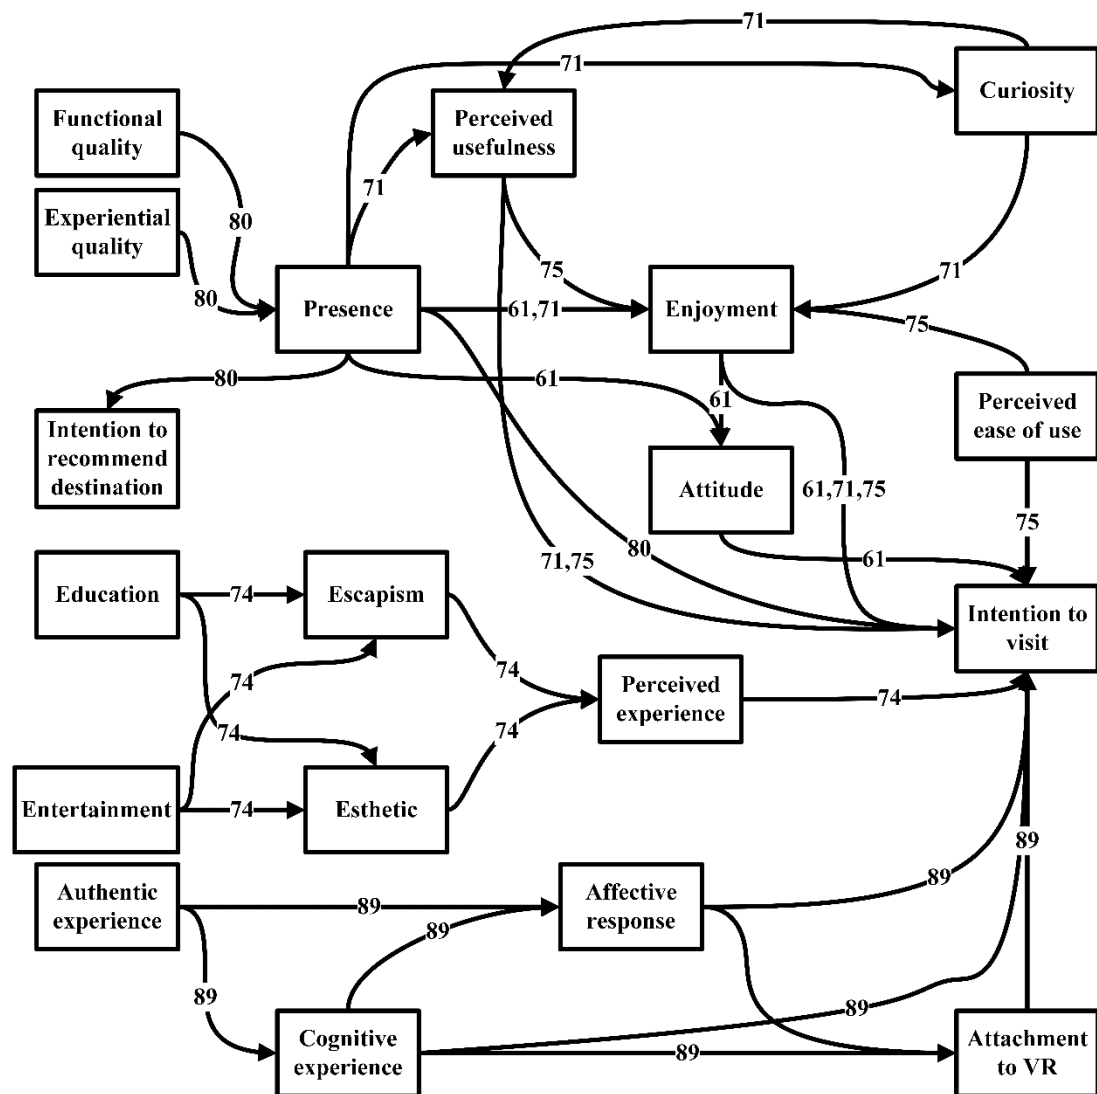 71
71
Curiosity
Functional
quality
Perceived
usefulness
71
Experiential
quality
80
80
75
71
Presence
61,71
Enjoyment
75
80
61
61
Perceived
ease of use
Intention to
recommend
destination
Attitude
61,71,75
75
71,75
80
61
Education
74
Escapism
Intention to
visit
74
74
Perceived
experience
74
74
74
Entertainment
74
Esthetic
89
Authentic
experience
89
Affective
response
89
89
89
89
Cognitive
experience
89
Attachment
to VR